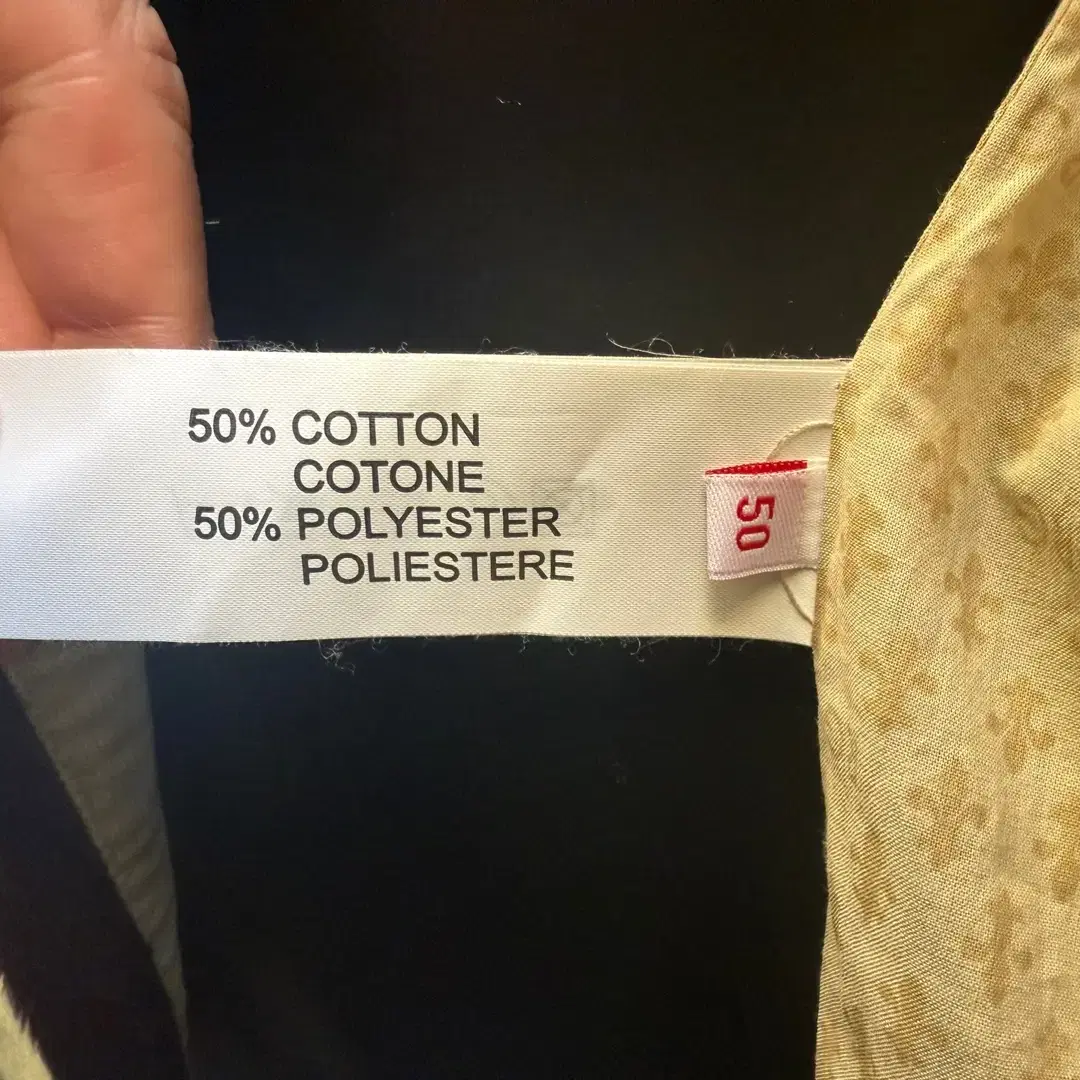 50% COTTON
COTONE
50% POLYESTER
POLIESTERE
50